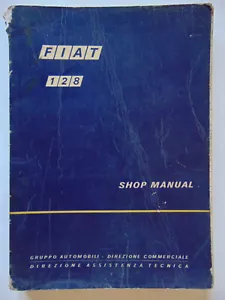 FIAT
128
SHOP MANUAL
GRUPPO AUTOMOBILI - DIREZIONE COMMERCIALE
DIREZIONE ASSISTENZA TECNICA